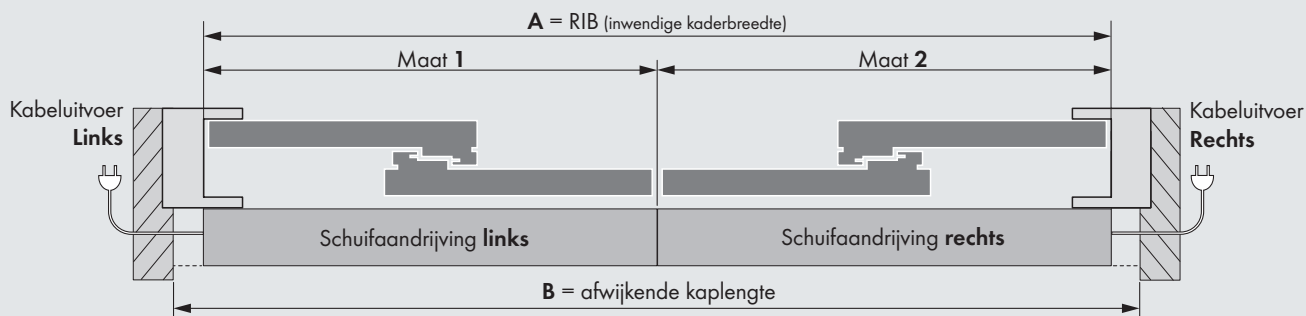 A = RIB (inwendige kaderbreedte)
Maat 1
Maat 2
Kabeluitvoer
Links
Kabeluitvoer
Rechts
Schuifaandrijving links
Schuifaandrijving rechts
B = afwijkende kaplengte